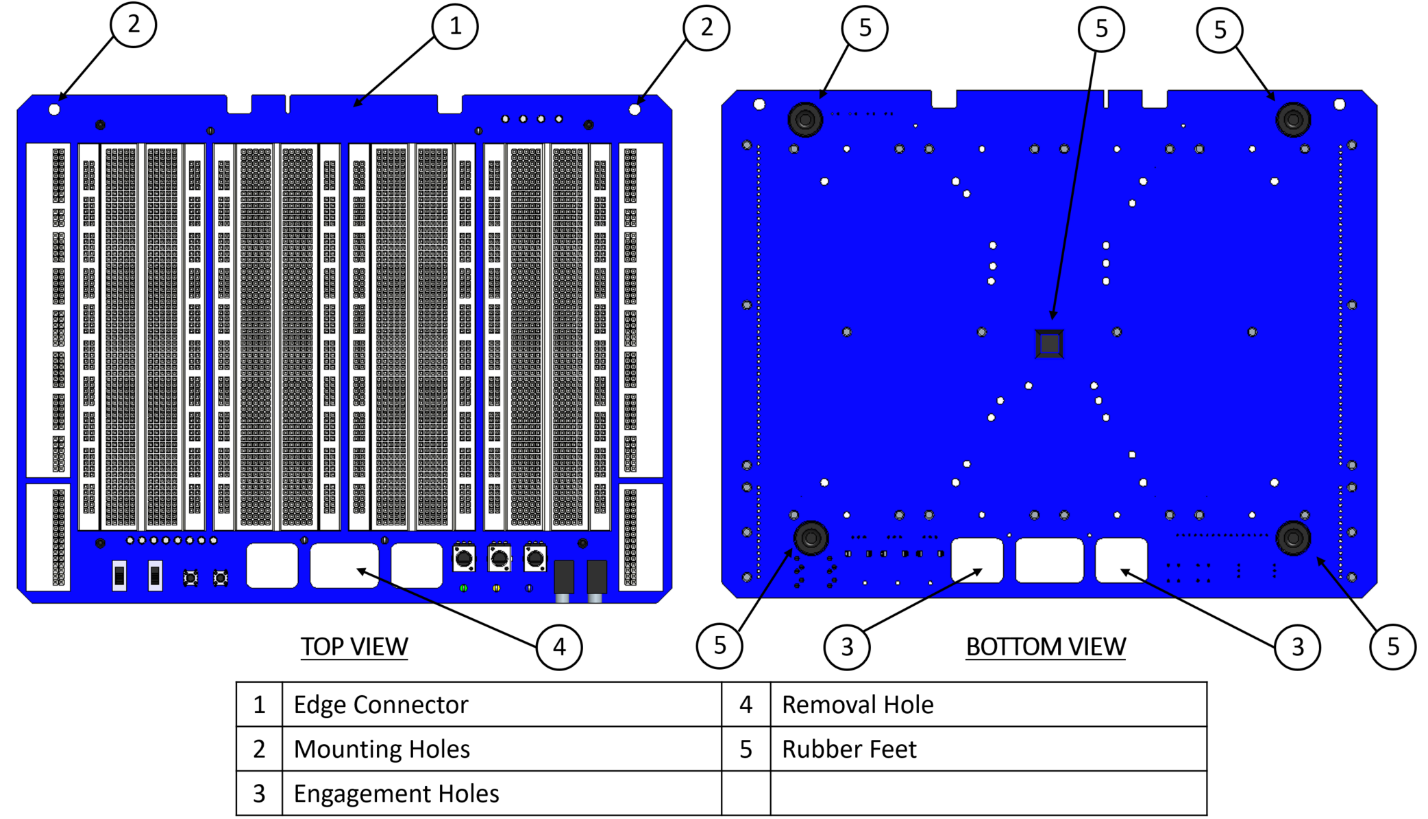 2 1 2 5 5 5
4 5 3 3 5
TOP VIEW BOTTOM VIEW
1 Edge Connector 4 Removal Hole
2 Mounting Holes 5 Rubber Feet
3 Engagement Holes